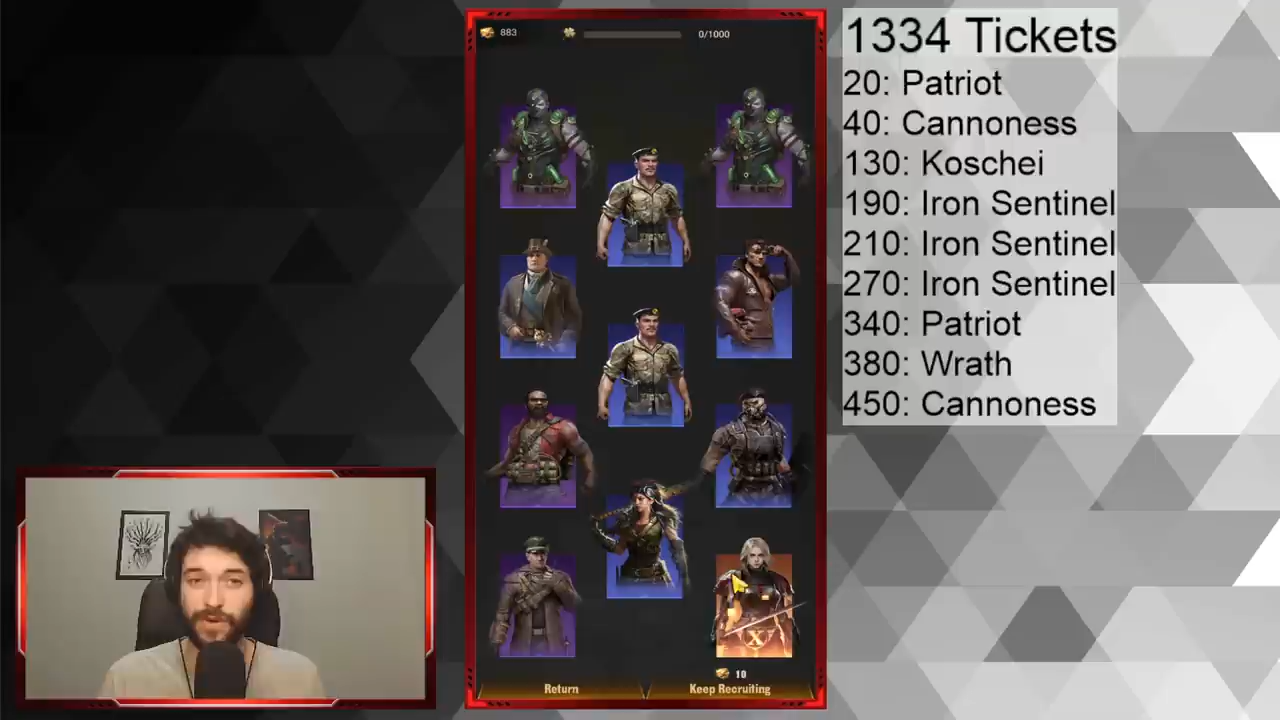 883
0/1000
1334 Tickets
20: Patriot
40: Cannoness
130: Koschei
190: Iron Sentinel
210: Iron Sentinel
270: Iron Sentinel
340: Patriot
380: Wrath
450: Cannoness
X
10
Return
Keep Recruiting